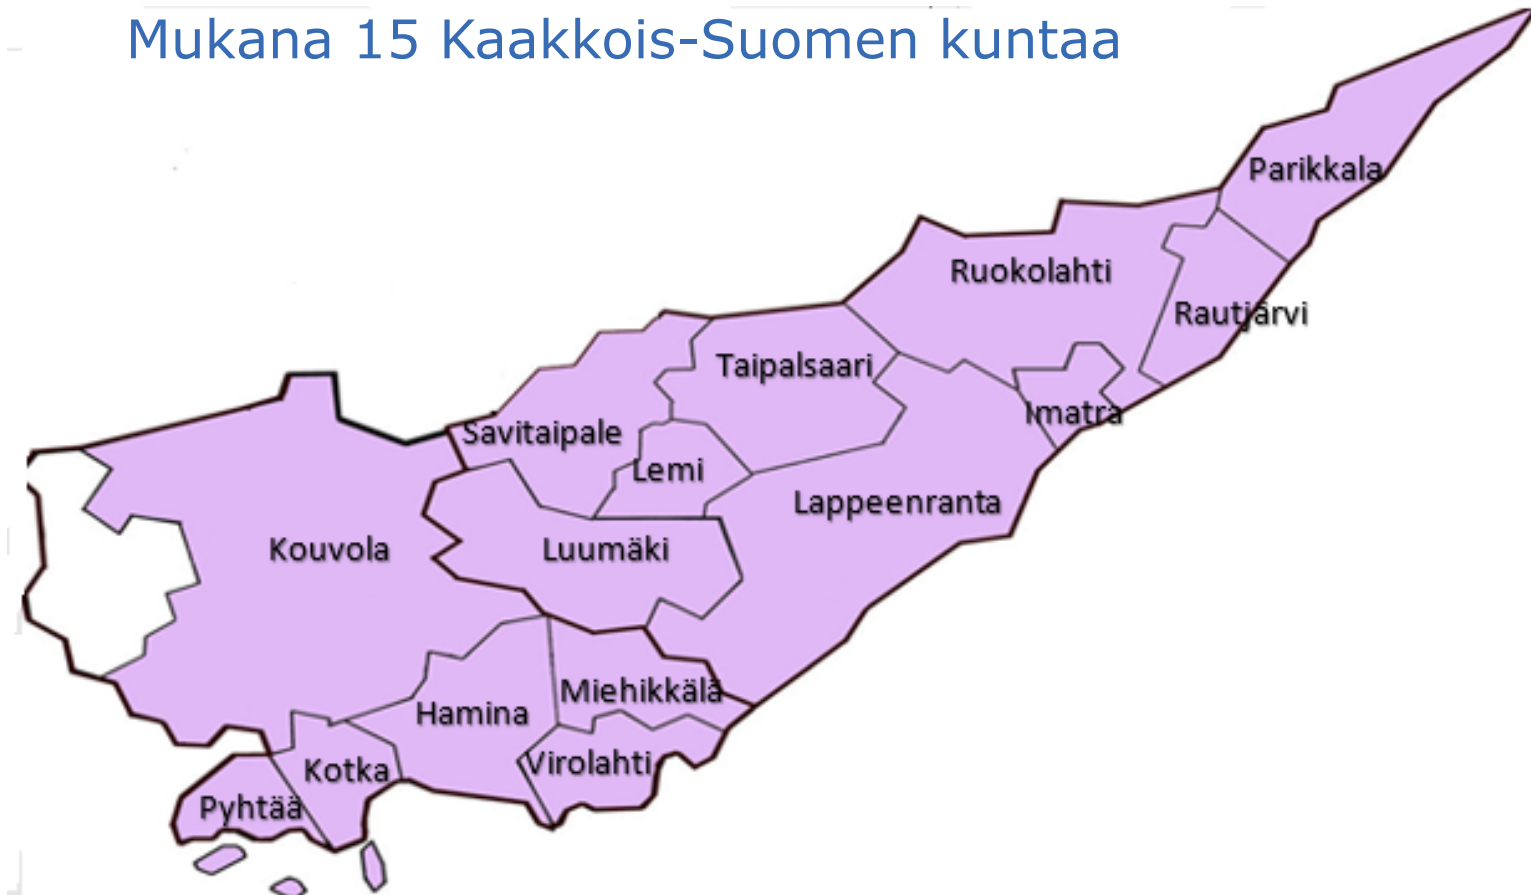 Mukana 15 Kaakkois-Suomen kuntaa
Parikkala
Ruokolahti
Rautjärvi
Taipalsaari
Imatra
Savitaipale
Lemi
Lappeenranta
Kouvola
Luumäki
Miehikkälä
Hamina
Virolahti
Kotka
Pyhtää